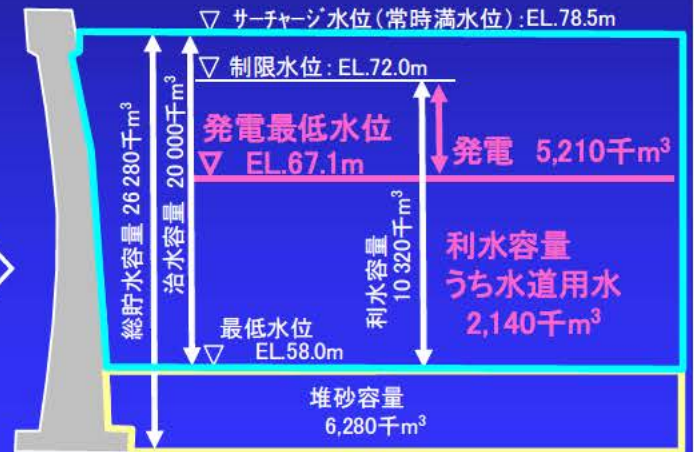 ▽ サーチャージ水位(常時満水位):EL.78.5m
▽ 制限水位:EL.72.0m
発電最低水位
▽ EL.67.1m
発電 5,210千m³
総貯水容量 26 280千m³
治水容量 20 000千m³
利水容量
10 320千m³
利水容量
うち水道用水
2,140千m³
最低水位
▽ EL.58.0m
堆砂容量
6,280千m³